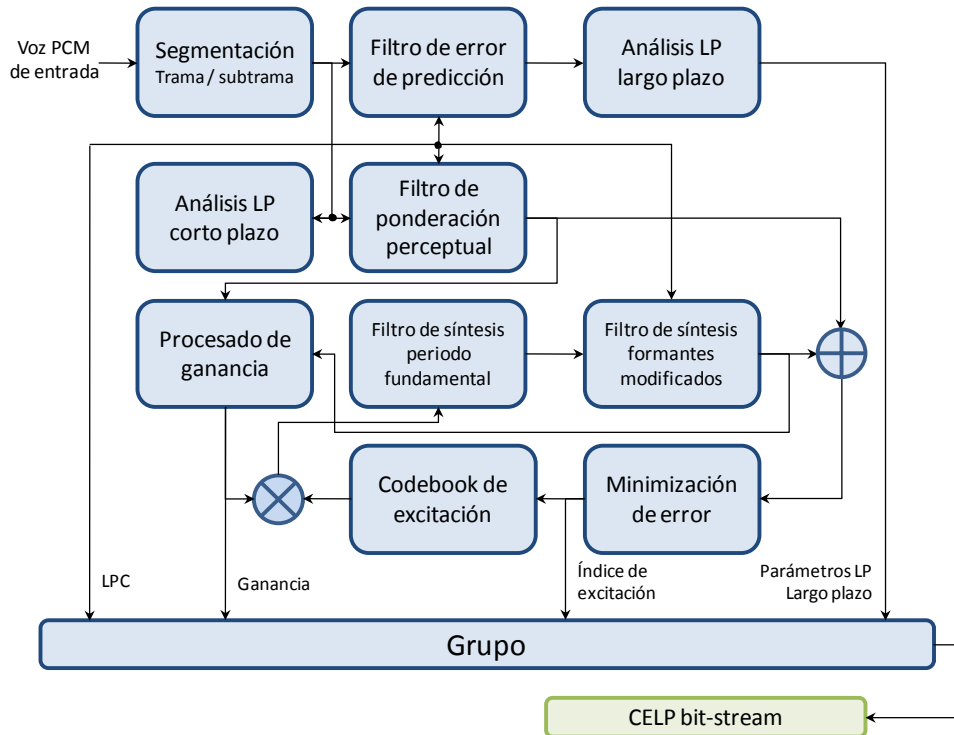 Voz PCM
de entrada
Segmentación
Trama / subtrama
Filtro de error
de predicción
Análisis LP
largo plazo
Análisis LP
corto plazo
Filtro de
ponderación
perceptual
Procesado de
ganancia
Filtro de síntesis
periodo
fundamental
Filtro de síntesis
formantes
modificados
Codebook de
excitación
Minimización
de error
LPC
Ganancia
Índice de
excitación
Parámetros LP
Largo plazo
Grupo
CELP bit-stream